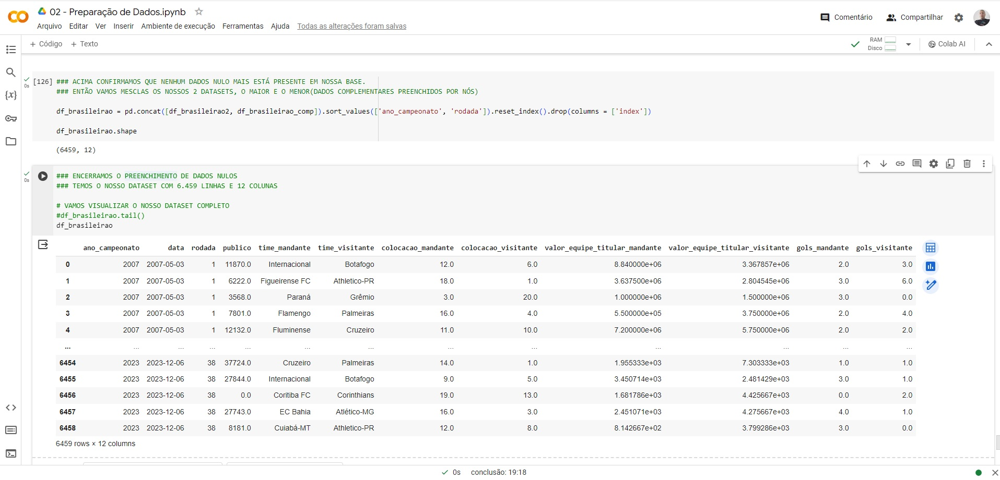 02 - Preparação de Dados.ipynb
Comentário Compartilhar
Arquivo Editar Ver Inserir Ambiente de execução Ferramentas Ajuda Todas as alterações foram salvas
+ Código + Texto
RAM
Disco
Colab AI
0s
[126] ### ACIMA CONFIRMAMOS QUE NENHUM DADOS NULO MAIS ESTÁ PRESENTE EM NOSSA BASE.
### ENTÃO VAMOS MESCLAS OS NOSSOS 2 DATASETS, O MAIOR E O MENOR(DADOS COMPLEMENTARES PREENCHIDOS POR NÓS)
{x}
df_brasileirao = pd.concat([df_brasileirao2, df_brasileirao_comp]).sort_values(['ano_campeonato', 'rodada']).reset_index().drop(columns = ['index'])
df_brasileirao.shape
(6459, 12)
0s
### ENCERRAMOS O PREENCHIMENTO DE DADOS NULOS
### TEMOS O NOSSO DATASET COM 6.459 LINHAS E 12 COLUNAS
# VAMOS VISUALIZAR O NOSSO DATASET COMPLETO
#df_brasileirao.tail()
df_brasileirao
ano_campeonato data rodada publico time_mandante time_visitante colocacao_mandante colocacao_visitante valor_equipe_titular_mandante valor_equipe_titular_visitante gols_mandante gols_visitante
0 2007 2007-05-03 1 11870.0 Internacional Botafogo 12.0 6.0 8.840000e+06 3.367857e+06 2.0 3.0
1 2007 2007-05-03 1 6222.0 Figueirense FC Athletico-PR 18.0 1.0 3.637500e+06 2.804545e+06 3.0 6.0
2 2007 2007-05-03 1 3568.0 Paraná Grêmio 3.0 20.0 1.000000e+06 1.500000e+06 3.0 0.0
3 2007 2007-05-03 1 7801.0 Flamengo Palmeiras 16.0 4.0 5.500000e+05 3.750000e+06 2.0 4.0
4 2007 2007-05-03 1 12132.0 Fluminense Cruzeiro 11.0 10.0 7.200000e+06 5.750000e+06 2.0 2.0
... ... ... ... ... ... ... ... ... ... ... ... ...
6454 2023 2023-12-06 38 37724.0 Cruzeiro Palmeiras 14.0 1.0 1.955333e+03 7.303333e+03 1.0 1.0
6455 2023 2023-12-06 38 27844.0 Internacional Botafogo 9.0 5.0 3.450714e+03 2.481429e+03 3.0 1.0
6456 2023 2023-12-06 38 0.0 Coritiba FC Corinthians 19.0 13.0 1.681786e+03 4.425667e+03 0.0 2.0
6457 2023 2023-12-06 38 27743.0 EC Bahia Atlético-MG 16.0 3.0 2.451071e+03 4.275667e+03 4.0 1.0
6458 2023 2023-12-06 38 8181.0 Cuiabá-MT Athletico-PR 12.0 8.0 8.142667e+02 3.799286e+03 3.0 0.0
6459 rows × 12 columns
0s conclusão: 19:18